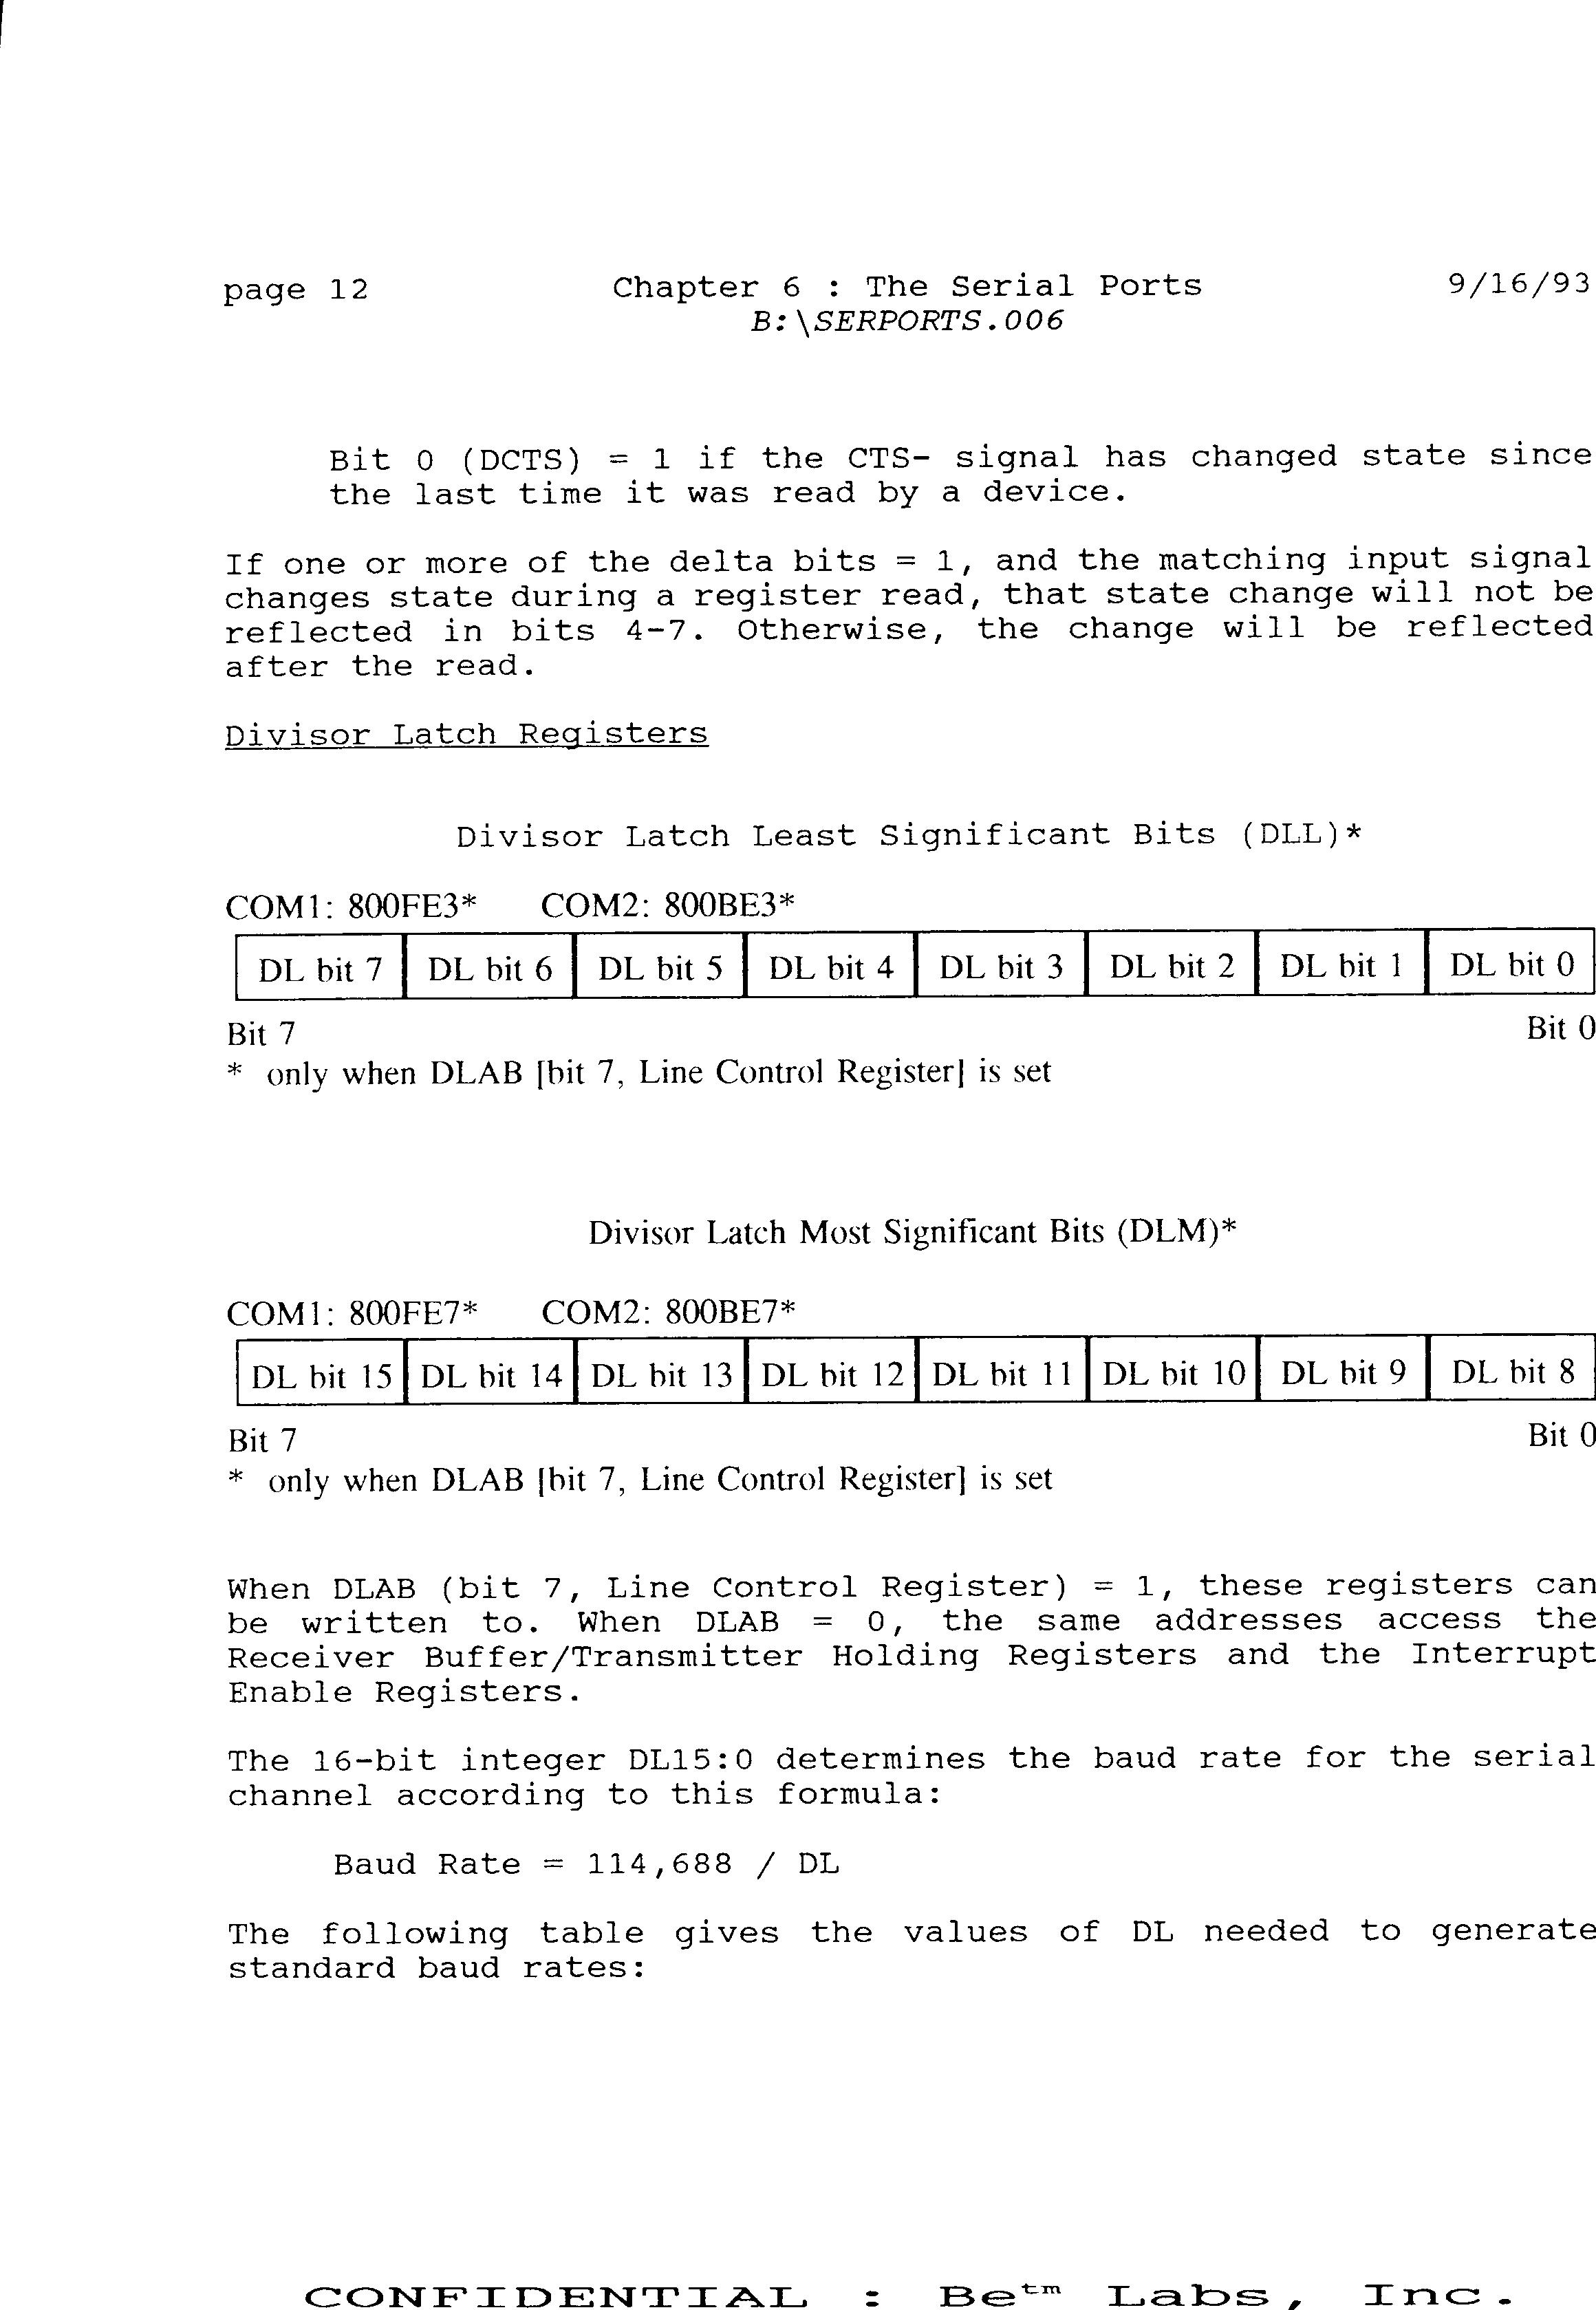 page 12 Chapter 6 : The Serial Ports 9/16/93
B:\SERPORTS.006
Bit 0 (DCTS) = 1 if the CTS- signal has changed state since
the last time it was read by a device.
If one or more of the delta bits = 1, and the matching input signal
changes state during a register read, that state change will not be
reflected in bits 4-7. Otherwise, the change will be reflected
after the read.
Divisor Latch Registers
Divisor Latch Least Significant Bits (DLL)*
COM1: 800FE3* COM2: 800BE3*
DL bit 7 DL bit 6 DL bit 5 DL bit 4 DL bit 3 DL bit 2 DL bit 1 DL bit 0
Bit 7 Bit 0
* only when DLAB [bit 7, Line Control Register] is set
Divisor Latch Most Significant Bits (DLM)*
COM1: 800FE7* COM2: 800BE7*
DL bit 15 DL bit 14 DL bit 13 DL bit 12 DL bit 11 DL bit 10 DL bit 9 DL bit 8
Bit 7 Bit 0
* only when DLAB [bit 7, Line Control Register] is set
When DLAB (bit 7, Line Control Register) = 1, these registers can
be written to. When DLAB = 0, the same addresses access the
Receiver Buffer/Transmitter Holding Registers and the Interrupt
Enable Registers.
The 16-bit integer DL15:0 determines the baud rate for the serial
channel according to this formula:
Baud Rate = 114,688 / DL
The following table gives the values of DL needed to generate
standard baud rates:
CONFIDENTIAL : Be™ Labs, Inc.